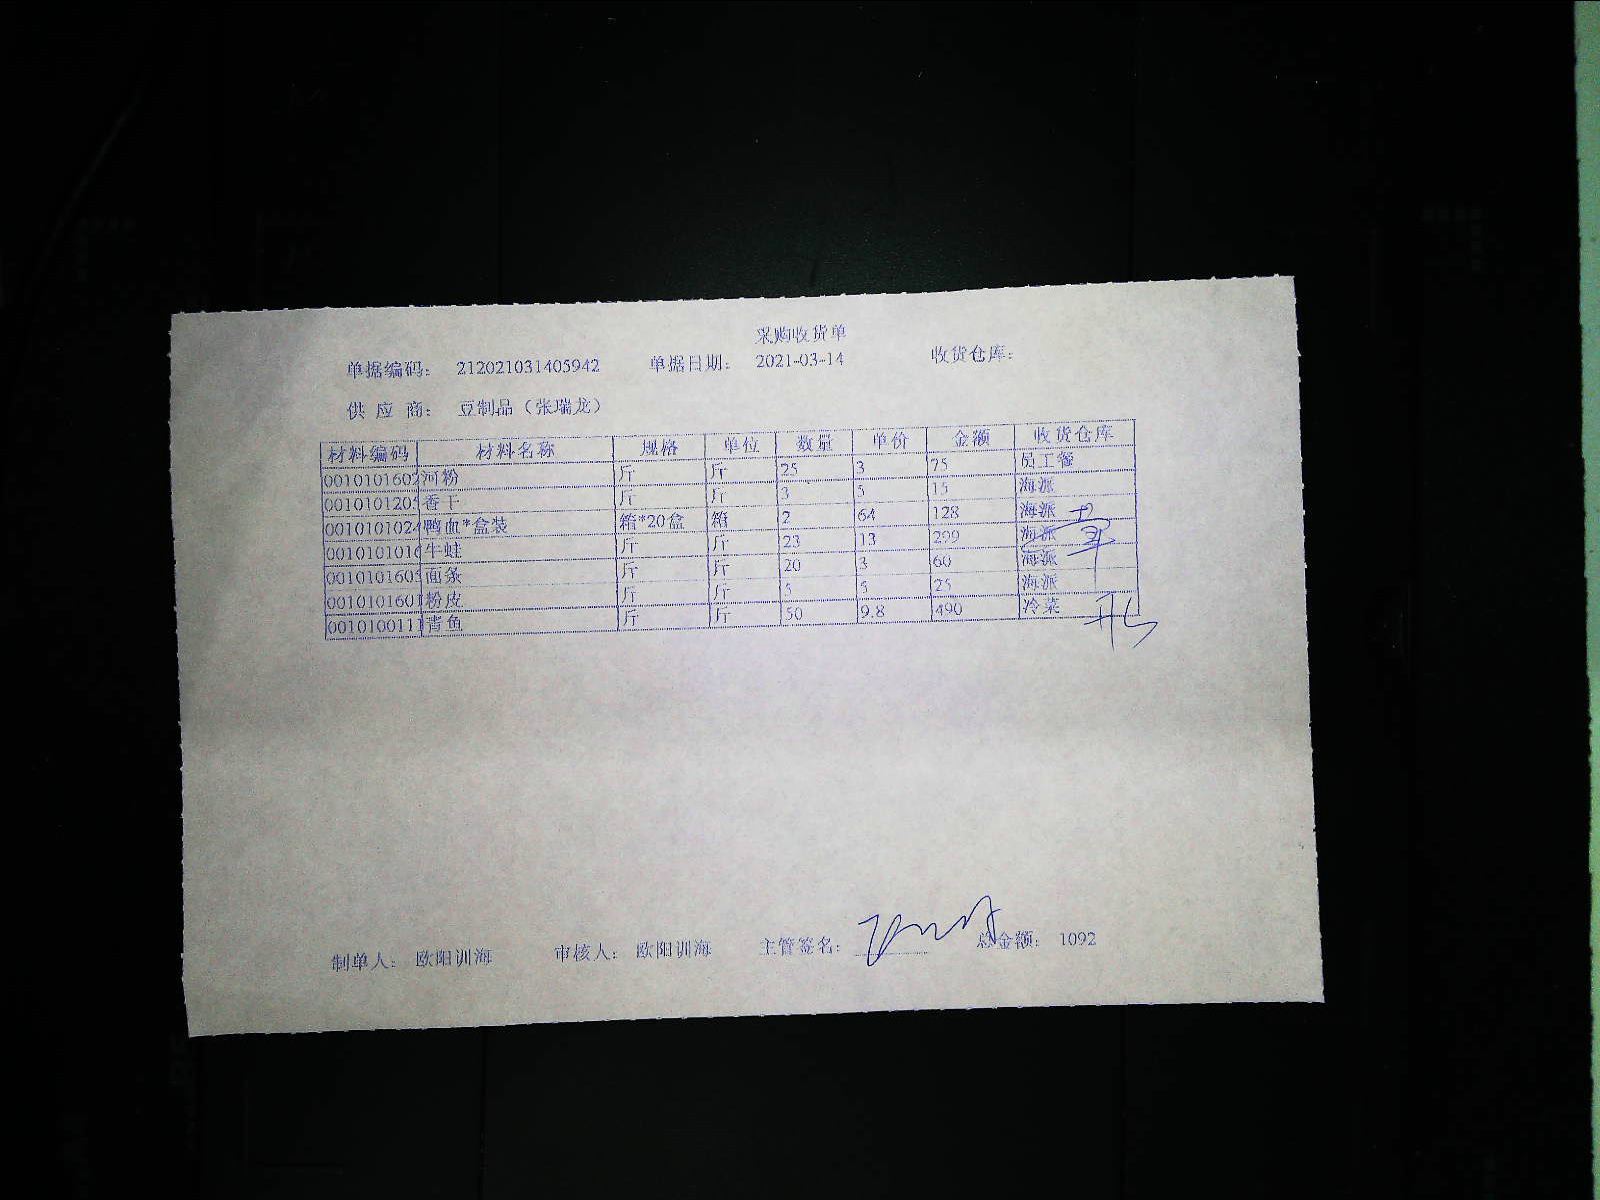 采购收货单
单据编码： 212021031405942 单据日期： 2021-03-14 收货仓库：
供 应 商： 豆制品（张瑞龙）
材料编码 材料名称 规格 单位 数量 单价 金额 收货仓库
0010101602 河粉 斤 斤 25 3 75 员工餐
0010101205 香干 斤 斤 3 5 15 海派
0010101024 鸭血*盒装 箱*20盒 箱 2 64 128 海派
0010101016 牛蛙 斤 斤 23 13 299 海派
0010101605 面条 斤 斤 20 3 60 海派
0010101601 粉皮 斤 斤 5 5 25 海派
0010100111 青鱼 斤 斤 50 9.8 490 冷菜
制单人： 欧阳训海 审核人： 欧阳训海 主管签名： 总金额： 1092